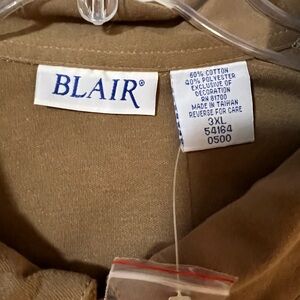 BLAIR®
60% COTTON
40% POLYESTER
EXCLUSIVE OF
DECORATION
RN 81700
MADE IN TAIWAN
REVERSE FOR CARE
3XL
54164
0500